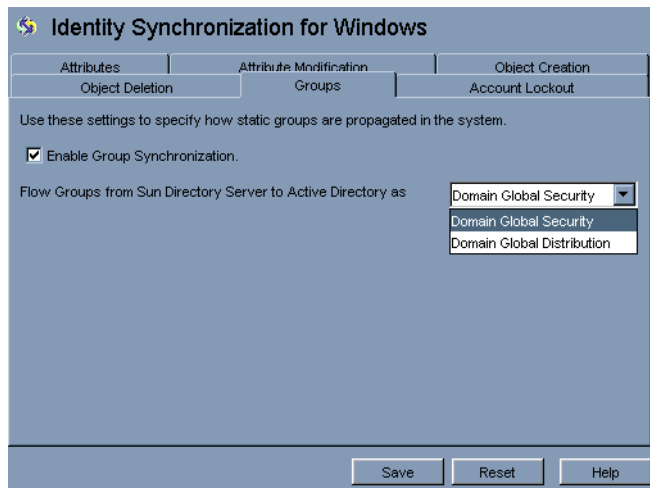 Identity Synchronization for Windows
Attributes
Attribute Modification
Object Creation
Object Deletion
Groups
Account Lockout
Use these settings to specify how static groups are propagated in the system.
Enable Group Synchronization.
Flow Groups from Sun Directory Server to Active Directory as
Domain Global Security
Domain Global Security
Domain Global Distribution
Save
Reset
Help